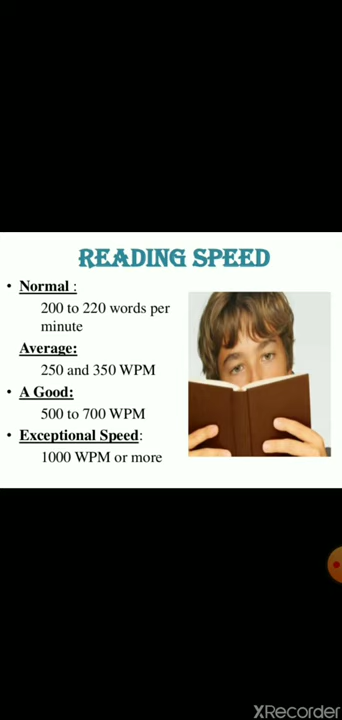 READING SPEED
• Normal :
200 to 220 words per
minute
Average:
250 and 350 WPM
• A Good:
500 to 700 WPM
• Exceptional Speed:
1000 WPM or more
XRecorder